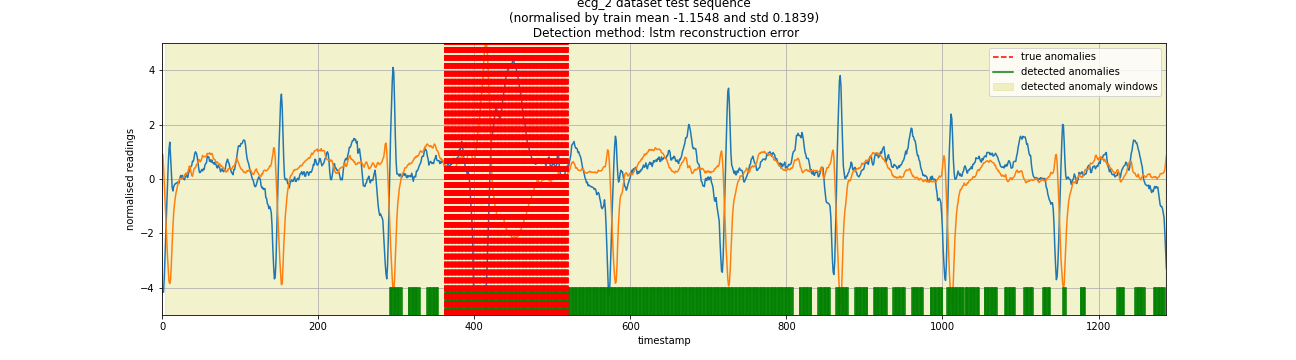 ecg_2 dataset test sequence
(normalised by train mean -1.1548 and std 0.1839)
Detection method: lstm reconstruction error
true anomalies
detected anomalies
detected anomaly windows
normalised readings
4
2
0
−2
−4
0 200 400 600 800 1000 1200
timestamp